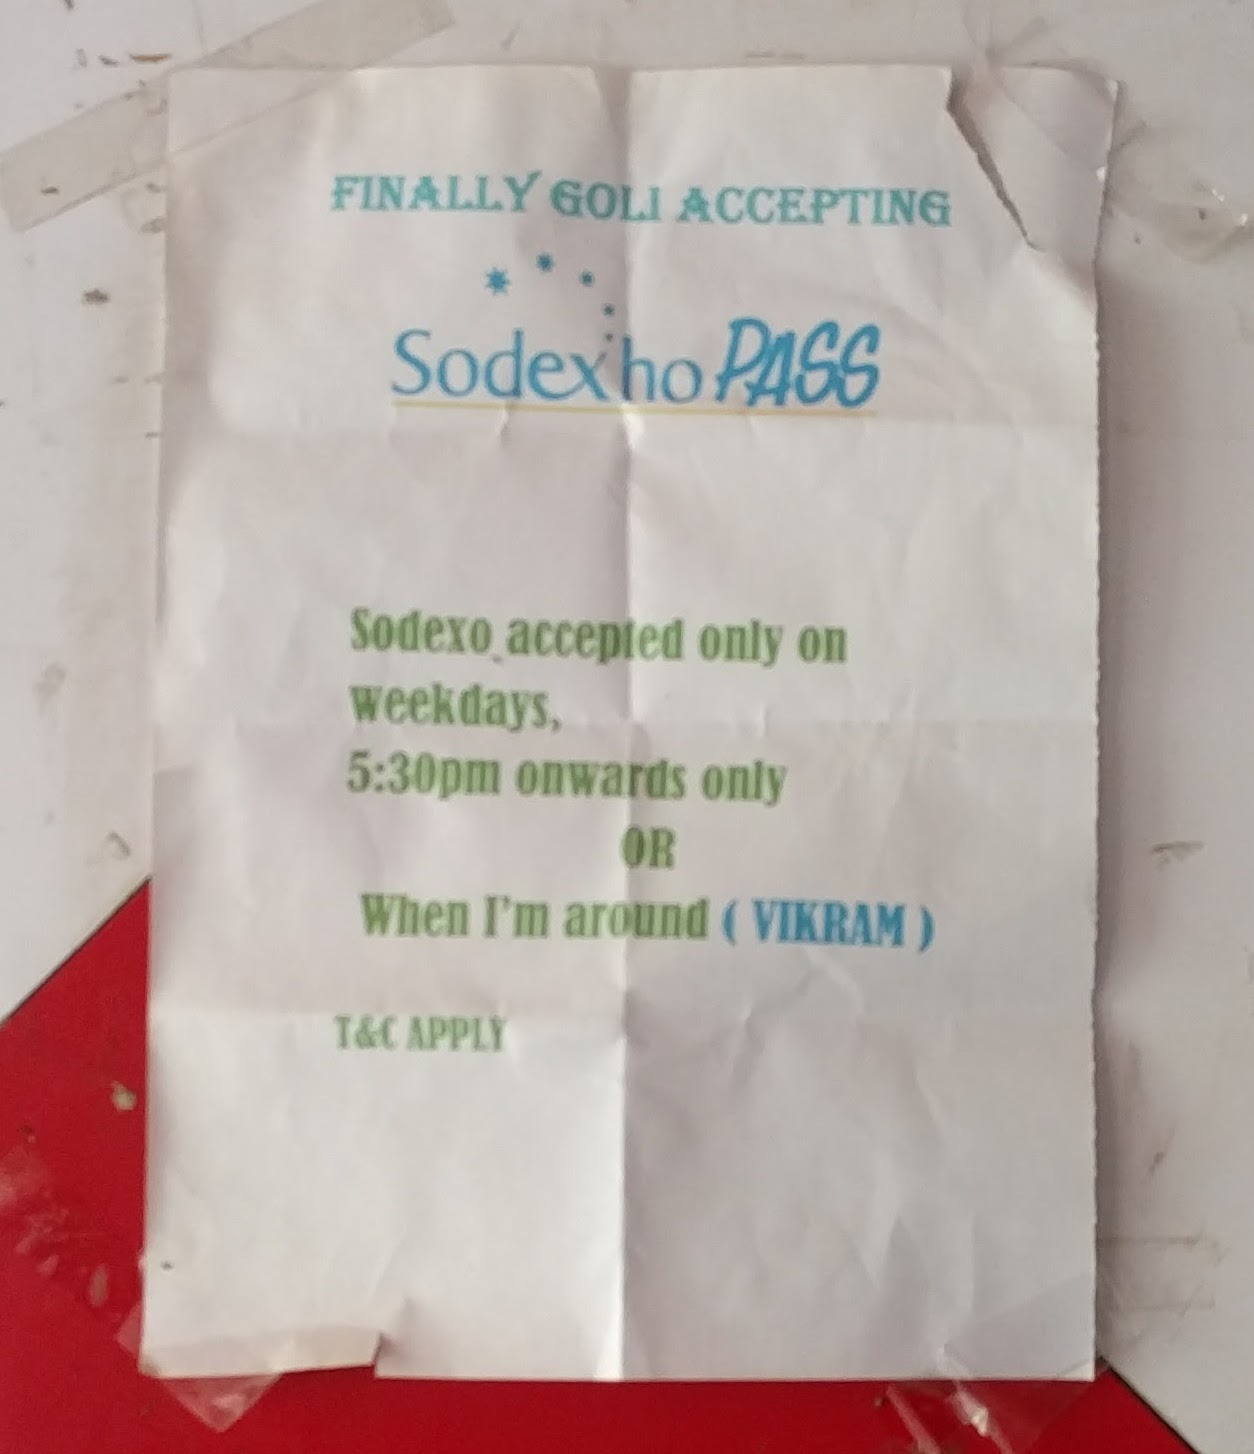 FINALLY GOLI ACCEPTING
Sodexho PASS
Sodexo accepted only on
weekdays,
5:30pm onwards only
OR
When I'm around ( VIKRAM )
T&C APPLY